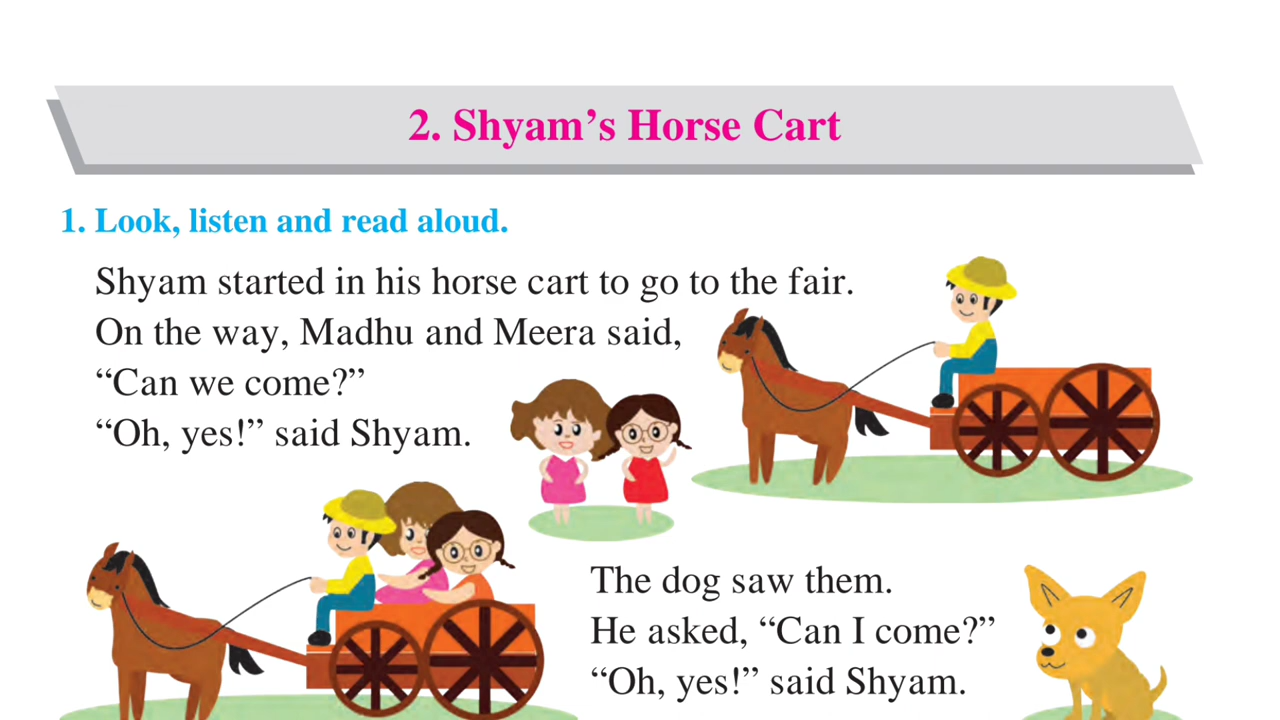 2. Shyam’s Horse Cart
1. Look, listen and read aloud.
Shyam started in his horse cart to go to the fair.
On the way, Madhu and Meera said,
“Can we come?”
“Oh, yes!” said Shyam.
The dog saw them.
He asked, “Can I come?”
“Oh, yes!” said Shyam.